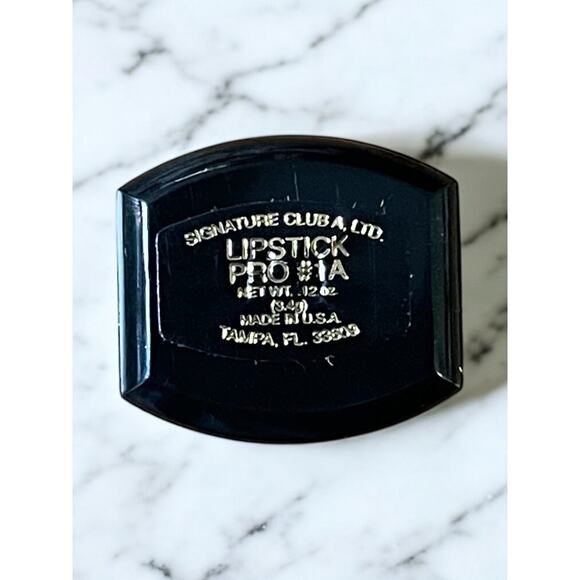 SIGNATURE CLUB A, LTD.
LIPSTICK
PRO #1A
NET WT. .12 oz.
(3.4g)
MADE IN U.S.A.
TAMPA, FL. 33609